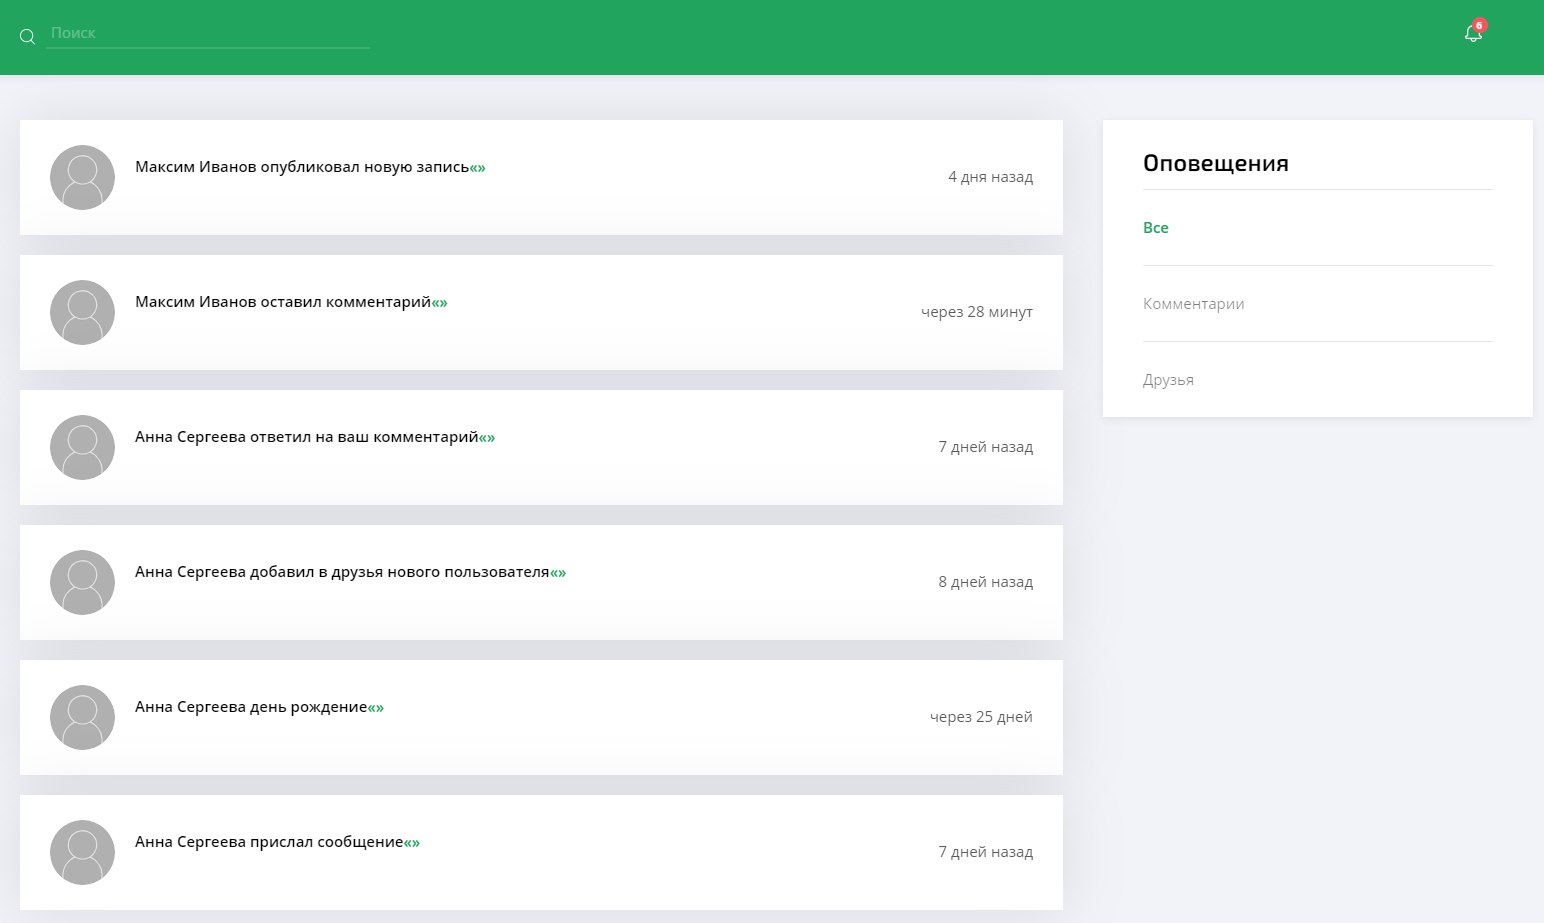 Поиск
6
Максим Иванов опубликовал новую запись«»
4 дня назад
Максим Иванов оставил комментарий«»
через 28 минут
Анна Сергеева ответил на ваш комментарий«»
7 дней назад
Анна Сергеева добавил в друзья нового пользователя«»
8 дней назад
Анна Сергеева день рождение«»
через 25 дней
Анна Сергеева прислал сообщение«»
7 дней назад
Оповещения
Все
Комментарии
Друзья